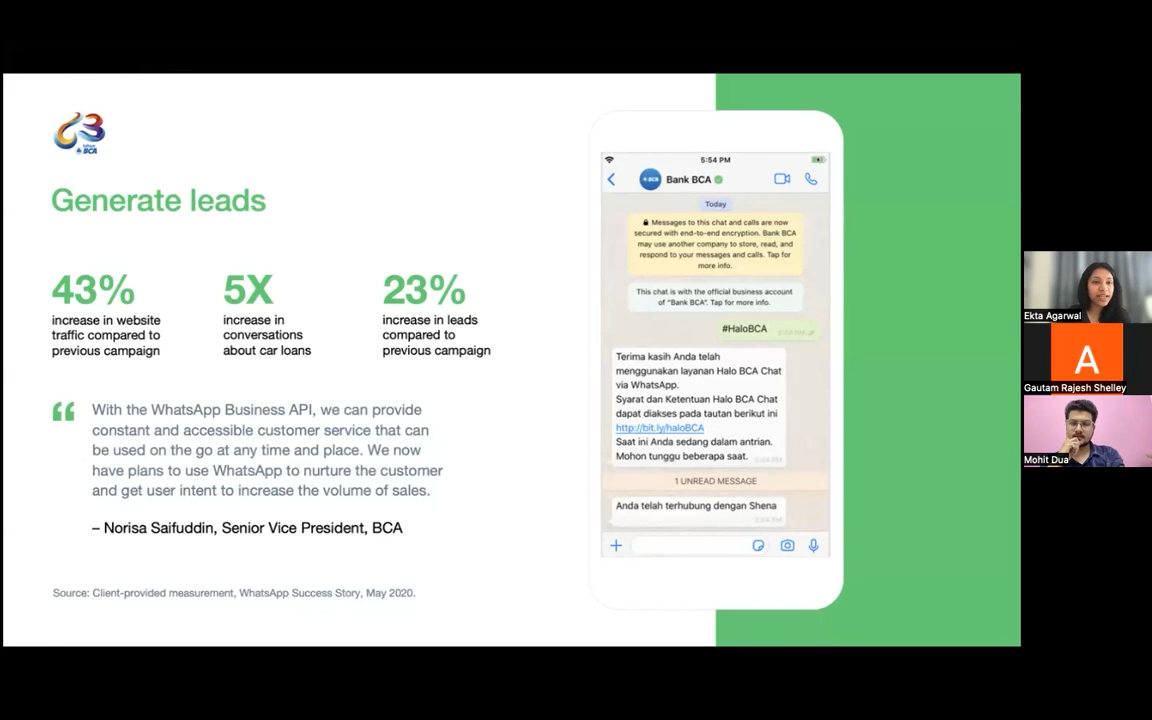 BCA
Generate leads
43%
increase in website
traffic compared to
previous campaign
5X
increase in
conversations
about car loans
23%
increase in leads
compared to
previous campaign
With the WhatsApp Business API, we can provide
constant and accessible customer service that can
be used on the go at any time and place. We now
have plans to use WhatsApp to nurture the customer
and get user intent to increase the volume of sales.
– Norisa Saifuddin, Senior Vice President, BCA
Source: Client-provided measurement, WhatsApp Success Story, May 2020.
5:54 PM
Bank BCA
Today
Messages to this chat and calls are now
secured with end-to-end encryption. Bank BCA
may use another company to store, read, and
respond to your messages and calls. Tap for
more info.
This chat is with the official business account
of "Bank BCA". Tap for more info.
#HaloBCA
Terima kasih Anda telah
menggunakan layanan Halo BCA Chat
via WhatsApp.
Syarat dan Ketentuan Halo BCA Chat
dapat diakses pada tautan berikut ini
http://bit.ly/haloBCA
Saat ini Anda sedang dalam antrian.
Mohon tunggu beberapa saat.
1 UNREAD MESSAGE
Anda telah terhubung dengan Shena
Ekta Agarwal
A
Gautam Rajesh Shelley
Mohit Dua